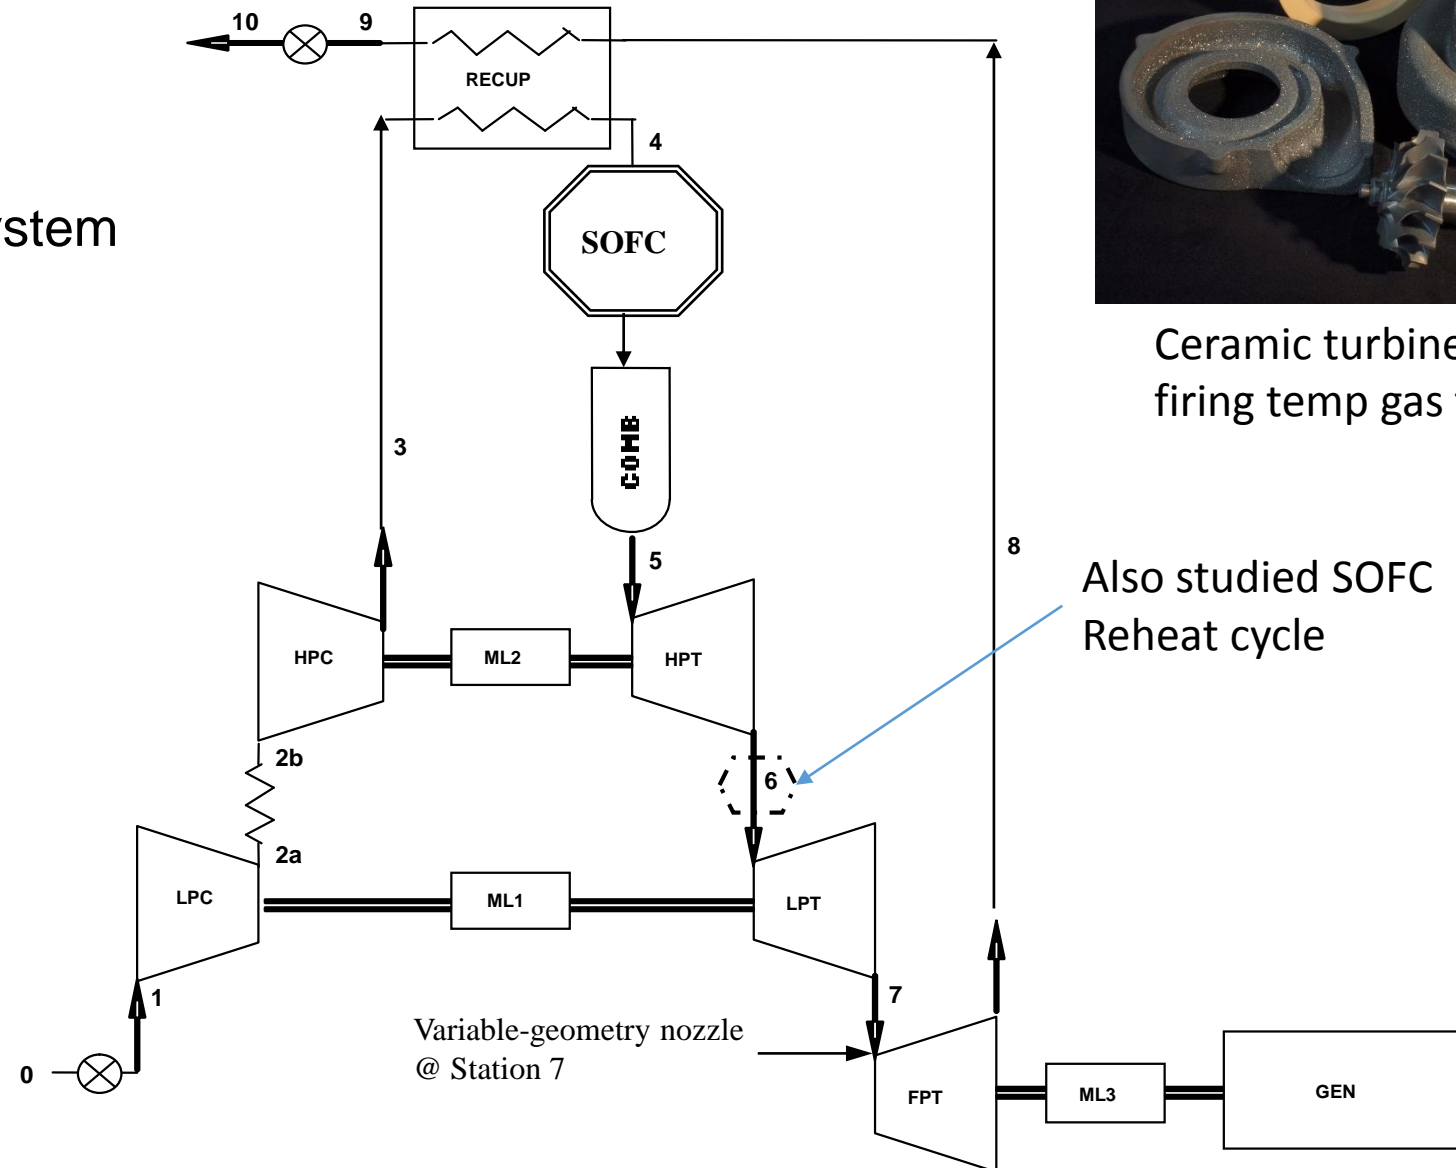 10
9
RECUP
4
ystem
SOFC
Ceramic turbine
firing temp gas
COMB
3
5
8
Also studied SOFC
Reheat cycle
HPC
ML2
HPT
2b
6
2a
LPC
ML1
LPT
1
7
Variable-geometry nozzle
@ Station 7
0
FPT
ML3
GEN